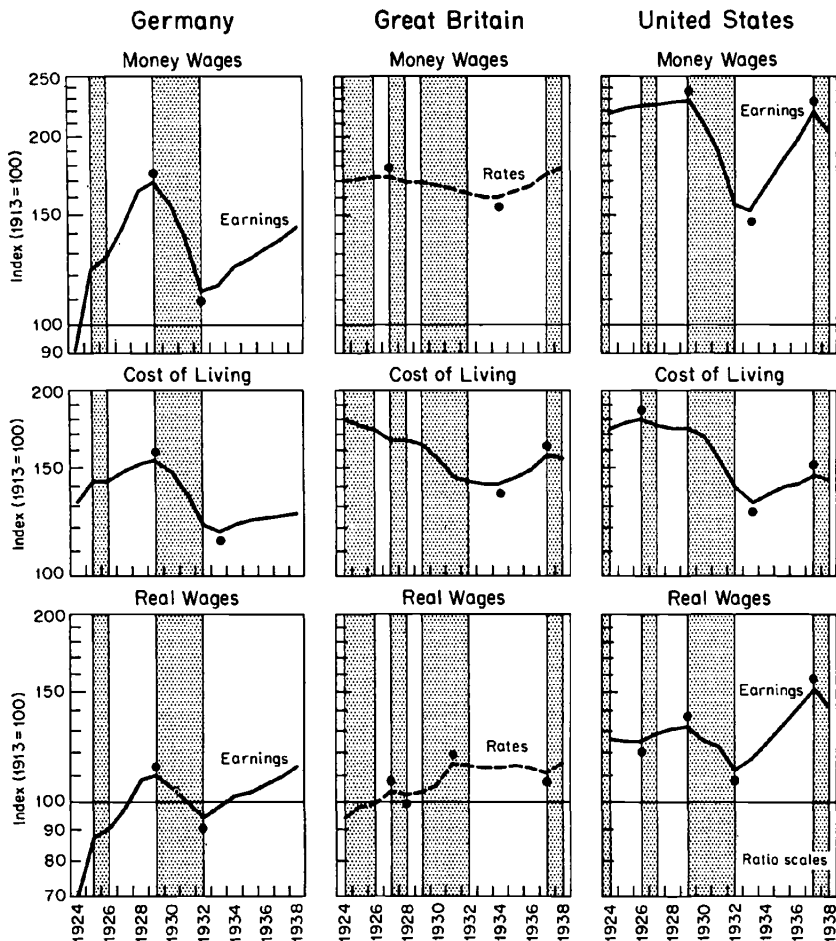 Germany Great Britain United States
Money Wages Money Wages Money Wages
250
200
150
100
90
Index (1913=100)
Earnings
Rates
Earnings
Cost of Living Cost of Living Cost of Living
200
150
100
Index (1913=100)
Real Wages Real Wages Real Wages
200
150
100
90
80
70
Index (1913=100)
Earnings
Rates
Earnings
Ratio scales
1924 1926 1928 1930 1932 1934 1936 1938 1924 1926 1928 1930 1932 1934 1936 1938 1924 1926 1928 1930 1932 1934 1936 1938